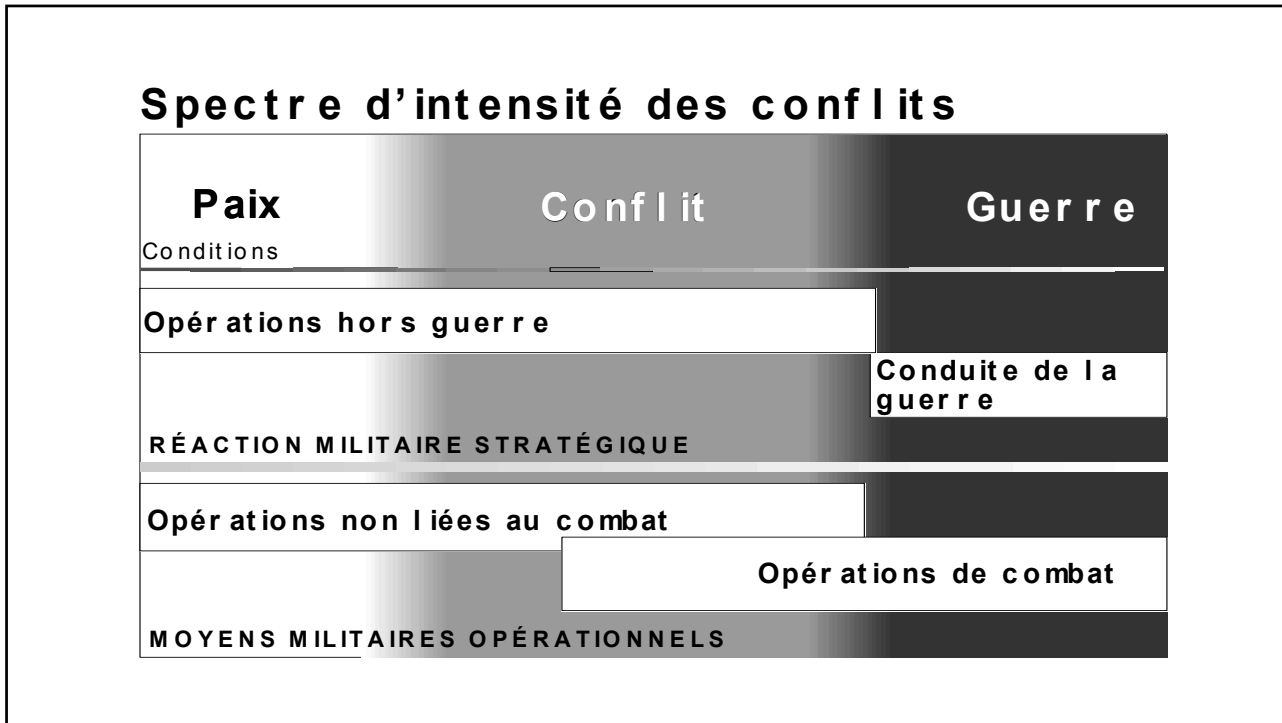 Spectre d’intensité des conflits
Paix
Conflit
Guerre
Conditions
Opérations hors guerre
Conduite de la
guerre
RÉACTION MILITAIRE STRATÉGIQUE
Opérations non liées au combat
Opérations de combat
MOYENS MILITAIRES OPÉRATIONNELS